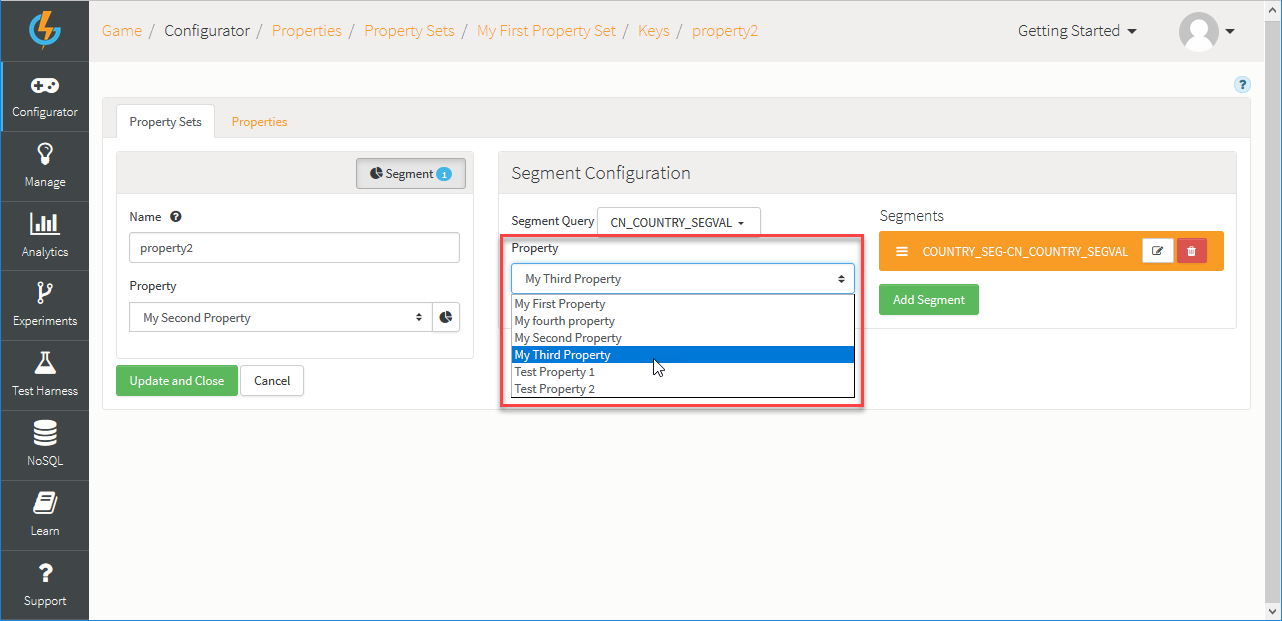 Game / Configurator / Properties / Property Sets / My First Property Set / Keys / property2
Getting Started
Configurator
Manage
Analytics
Experiments
Test Harness
NoSQL
Learn
Support
?
Property Sets
Properties
Segment 1
Name ?
property2
Property
My Second Property
Update and Close
Cancel
Segment Configuration
Segment Query CN_COUNTRY_SEGVAL
Property
My Third Property
My First Property
My fourth property
My Second Property
My Third Property
Test Property 1
Test Property 2
Segments
COUNTRY_SEG-CN_COUNTRY_SEGVAL
Add Segment